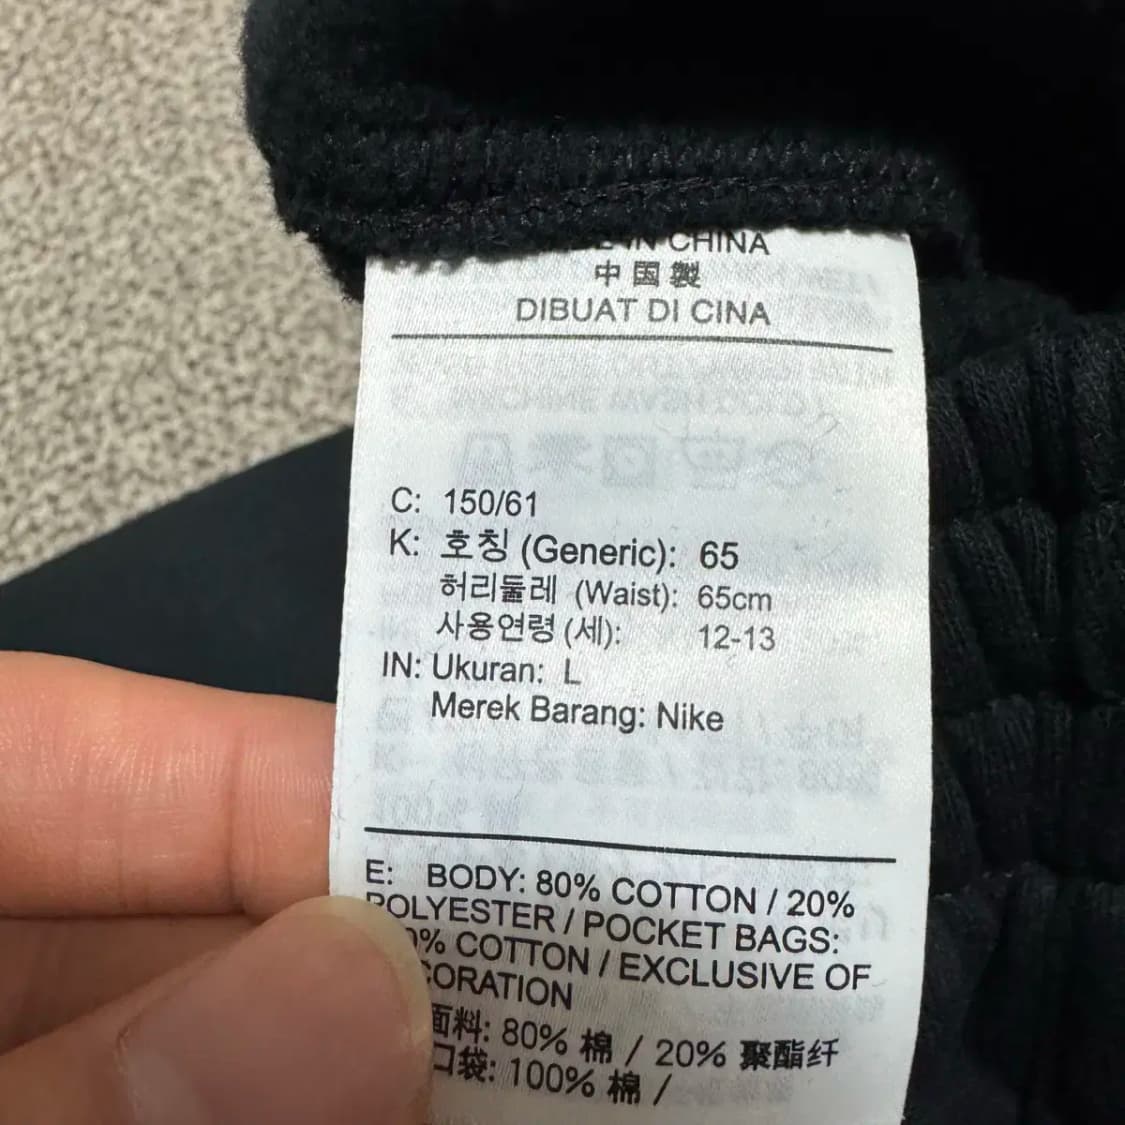 IN CHINA
中国製
DIBUAT DI CINA
C: 150/61
K: 호칭 (Generic): 65
허리둘레 (Waist): 65cm
사용연령 (세): 12-13
IN: Ukuran: L
Merek Barang: Nike
E: BODY: 80% COTTON / 20%
POLYESTER / POCKET BAGS:
COTTON / EXCLUSIVE OF
面料: 80% 棉 / 20% 聚酯纤
口袋: 100% 棉 /